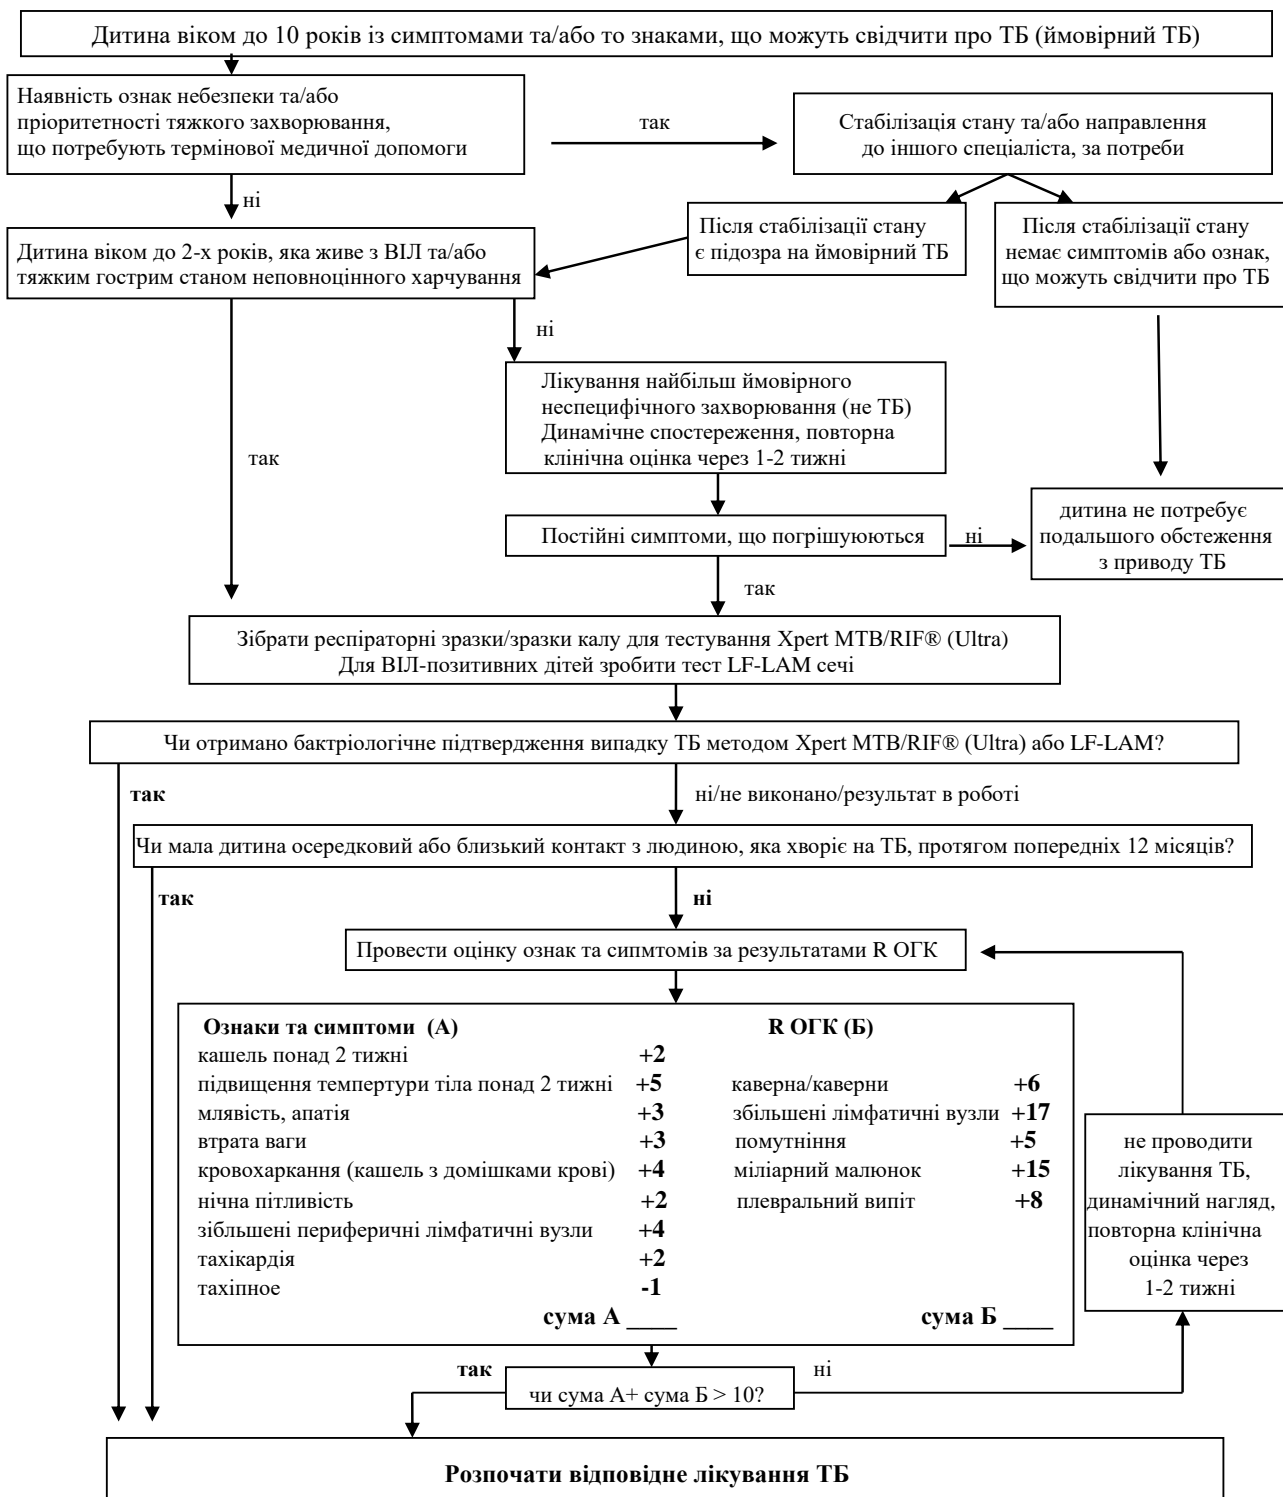 Дитина віком до 10 років із симптомами та/або то знаками, що можуть свідчити про ТБ (ймовірний ТБ)
Наявність ознак небезпеки та/або
пріоритетності тяжкого захворювання,
що потребують термінової медичної допомоги
так
Стабілізація стану та/або направлення
до іншого спеціаліста, за потреби
ні
Після стабілізації стану
є підозра на ймовірний ТБ
Після стабілізації стану
немає симптомів або ознак,
що можуть свідчити про ТБ
Дитина віком до 2-х років, яка живе з ВІЛ та/або
тяжким гострим станом неповноцінного харчування
ні
Лікування найбільш ймовірного
неспецифічного захворювання (не ТБ)
Динамічне спостереження, повторна
клінічна оцінка через 1-2 тижні
так
Постійні симптоми, що погрішуюються
ні
дитина не потребує
подальшого обстеження
з приводу ТБ
так
Зібрати респіраторні зразки/зразки калу для тестування Xpert MTB/RIF® (Ultra)
Для ВІЛ-позитивних дітей зробити тест LF-LAM сечі
Чи отримано бактріологічне підтвердження випадку ТБ методом Xpert MTB/RIF® (Ultra) або LF-LAM?
так
ні/не виконано/результат в роботі
Чи мала дитина осередковий або близький контакт з людиною, яка хворіє на ТБ, протягом попередніх 12 місяців?
так
ні
Провести оцінку ознак та сипмтомів за результатами R ОГК
Ознаки та симптоми (А)
кашель понад 2 тижні +2
підвищення темпертури тіла понад 2 тижні +5
млявість, апатія +3
втрата ваги +3
кровохаркання (кашель з домішками крові) +4
нічна пітливість +2
зібльшені периферичні лімфатичні вузли +4
тахікардія +2
тахіпное -1
сума А ____
R ОГК (Б)
каверна/каверни +6
збільшені лімфатичні вузли +17
помутніння +5
міліарний малюнок +15
плевральний випіт +8
сума Б ____
не проводити
лікування ТБ,
динамічний нагляд,
повторна клінічна
оцінка через
1-2 тижні
так
чи сума А+ сума Б > 10?
ні
Розпочати відповідне лікування ТБ